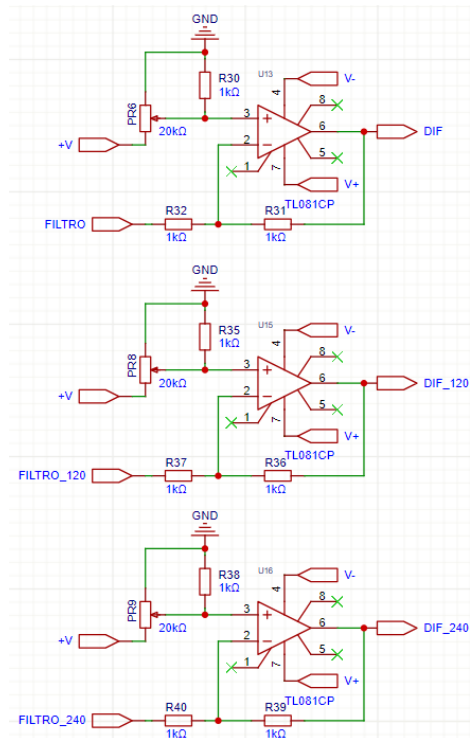 GND
R30
1kΩ
PR6
20kΩ
+V
U13
V-
4
8
3
6
DIF
2
5
1
7
V+
TL081CP
FILTRO
R32
1kΩ
R31
1kΩ
GND
R35
1kΩ
PR8
20kΩ
+V
U15
V-
4
8
3
6
DIF_120
2
5
1
7
V+
TL081CP
FILTRO_120
R37
1kΩ
R36
1kΩ
GND
R38
1kΩ
PR9
20kΩ
+V
U16
V-
4
8
3
6
DIF_240
2
5
1
7
V+
TL081CP
FILTRO_240
R40
1kΩ
R39
1kΩ